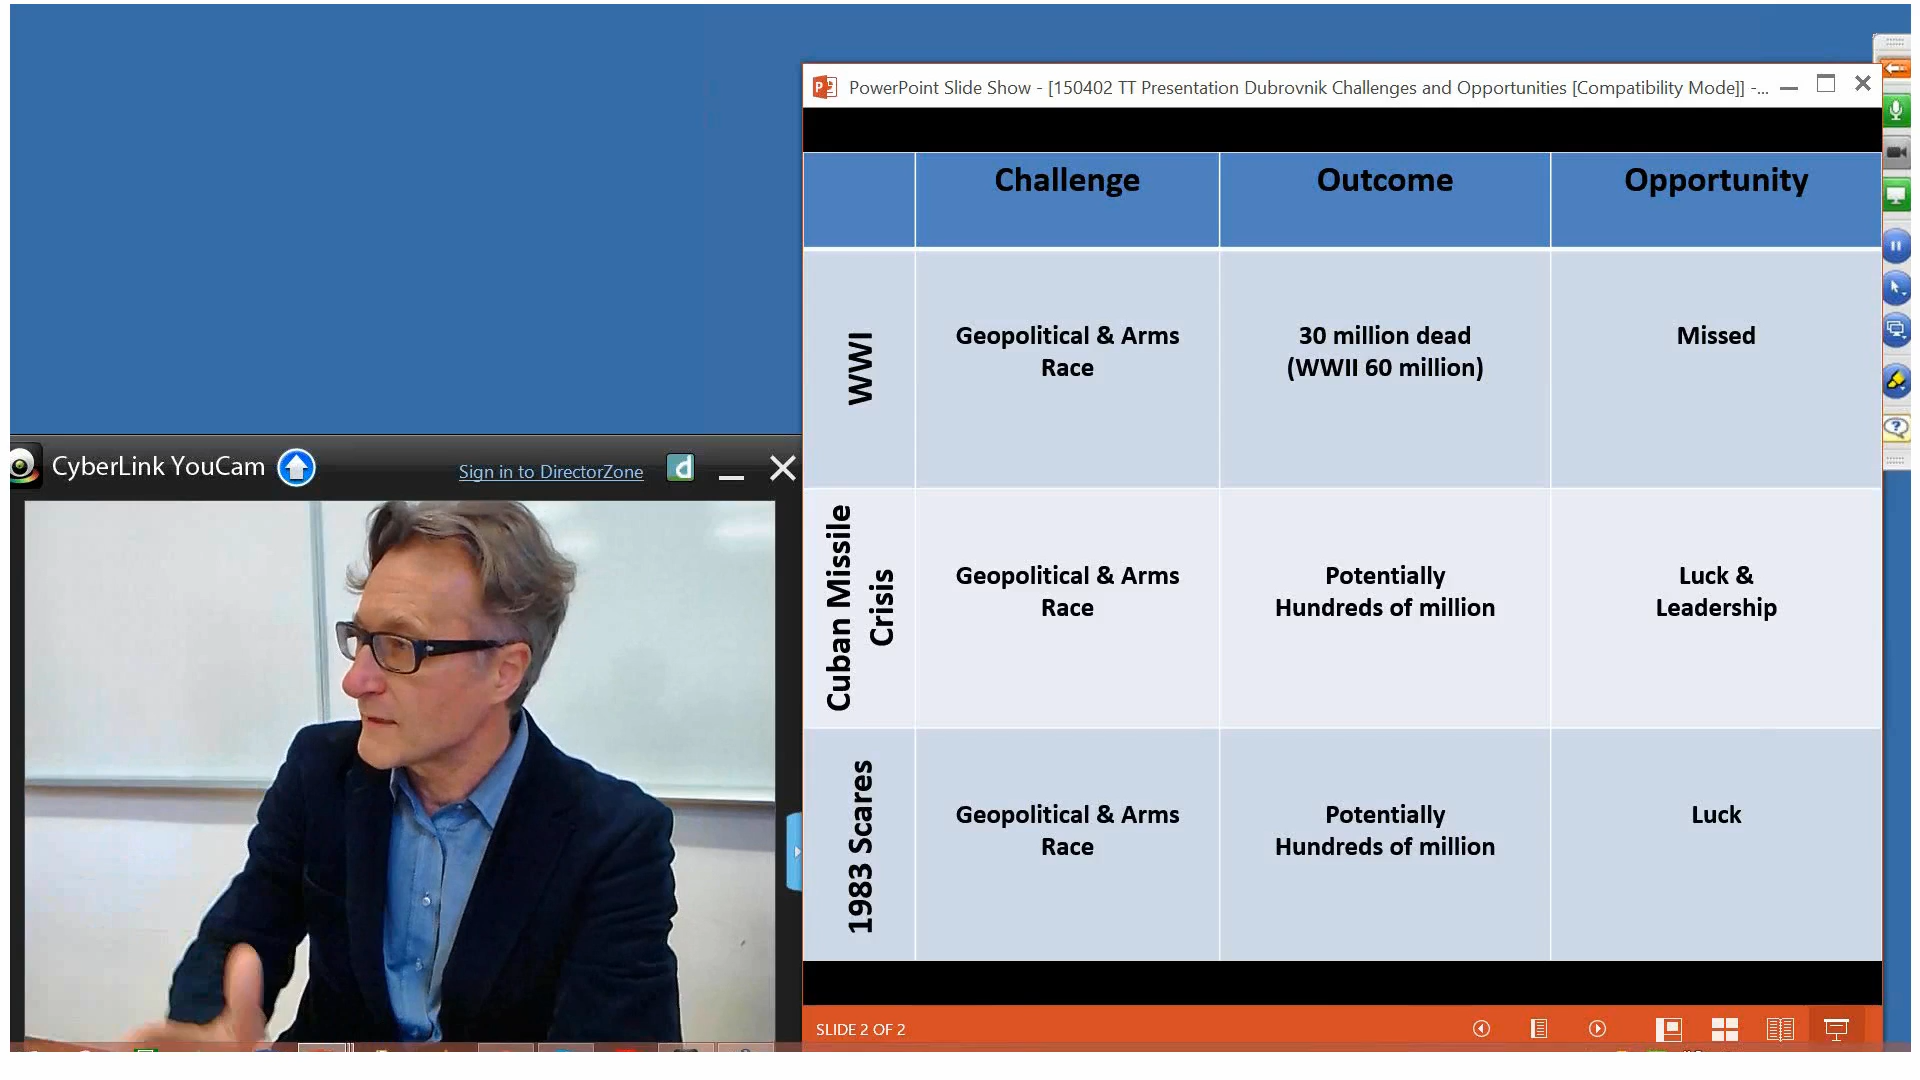 PowerPoint Slide Show - [150402 TT Presentation Dubrovnik Challenges and Opportunities [Compatibility Mode]] -...
Challenge
Outcome
Opportunity
WWI
Geopolitical & Arms
Race
30 million dead
(WWII 60 million)
Missed
Cuban Missile
Crisis
Geopolitical & Arms
Race
Potentially
Hundreds of million
Luck &
Leadership
1983 Scares
Geopolitical & Arms
Race
Potentially
Hundreds of million
Luck
SLIDE 2 OF 2
CyberLink YouCam
Sign in to DirectorZone